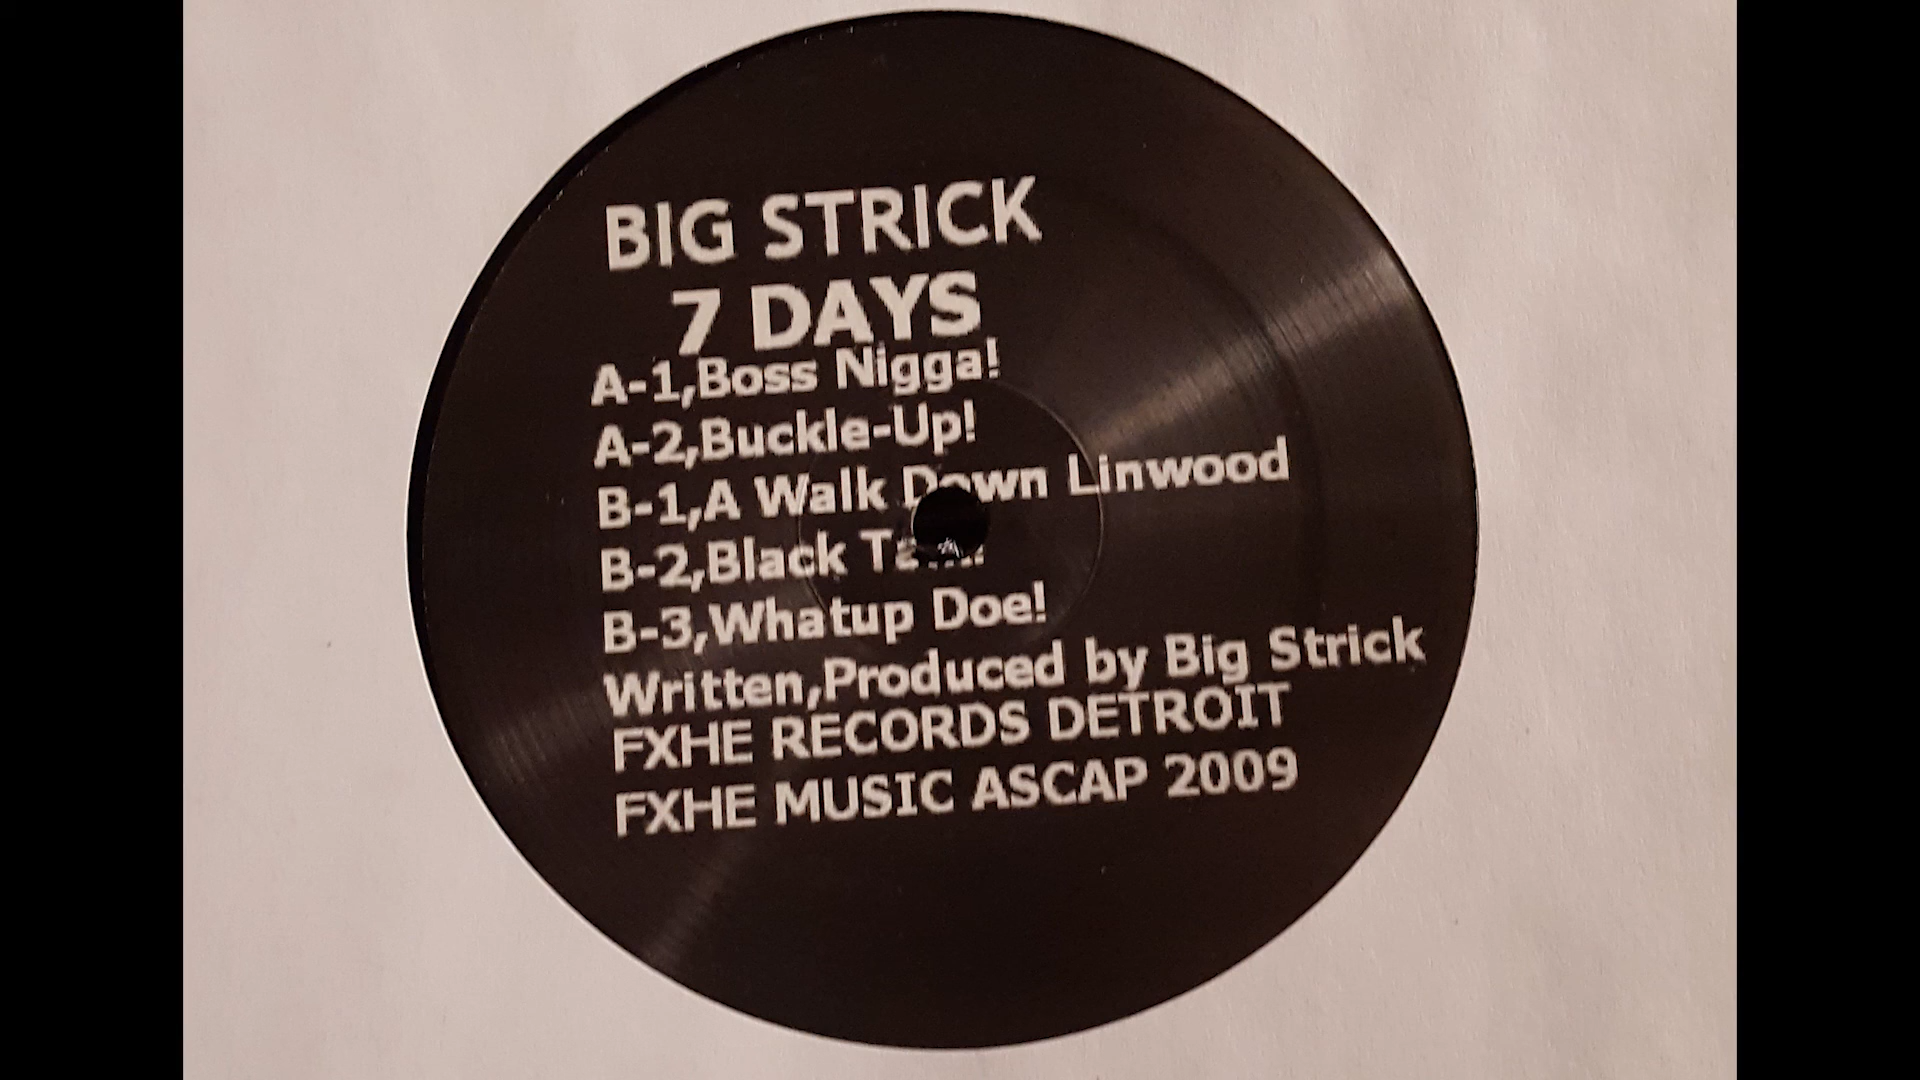 BIG STRICK
7 DAYS
A-1,Boss Nigga!
A-2,Buckle-Up!
B-1,A Walk Down Linwood
B-2,Black
B-3,Whatup Doe!
Written,Produced by Big Strick
FXHE RECORDS DETROIT
FXHE MUSIC ASCAP 2009